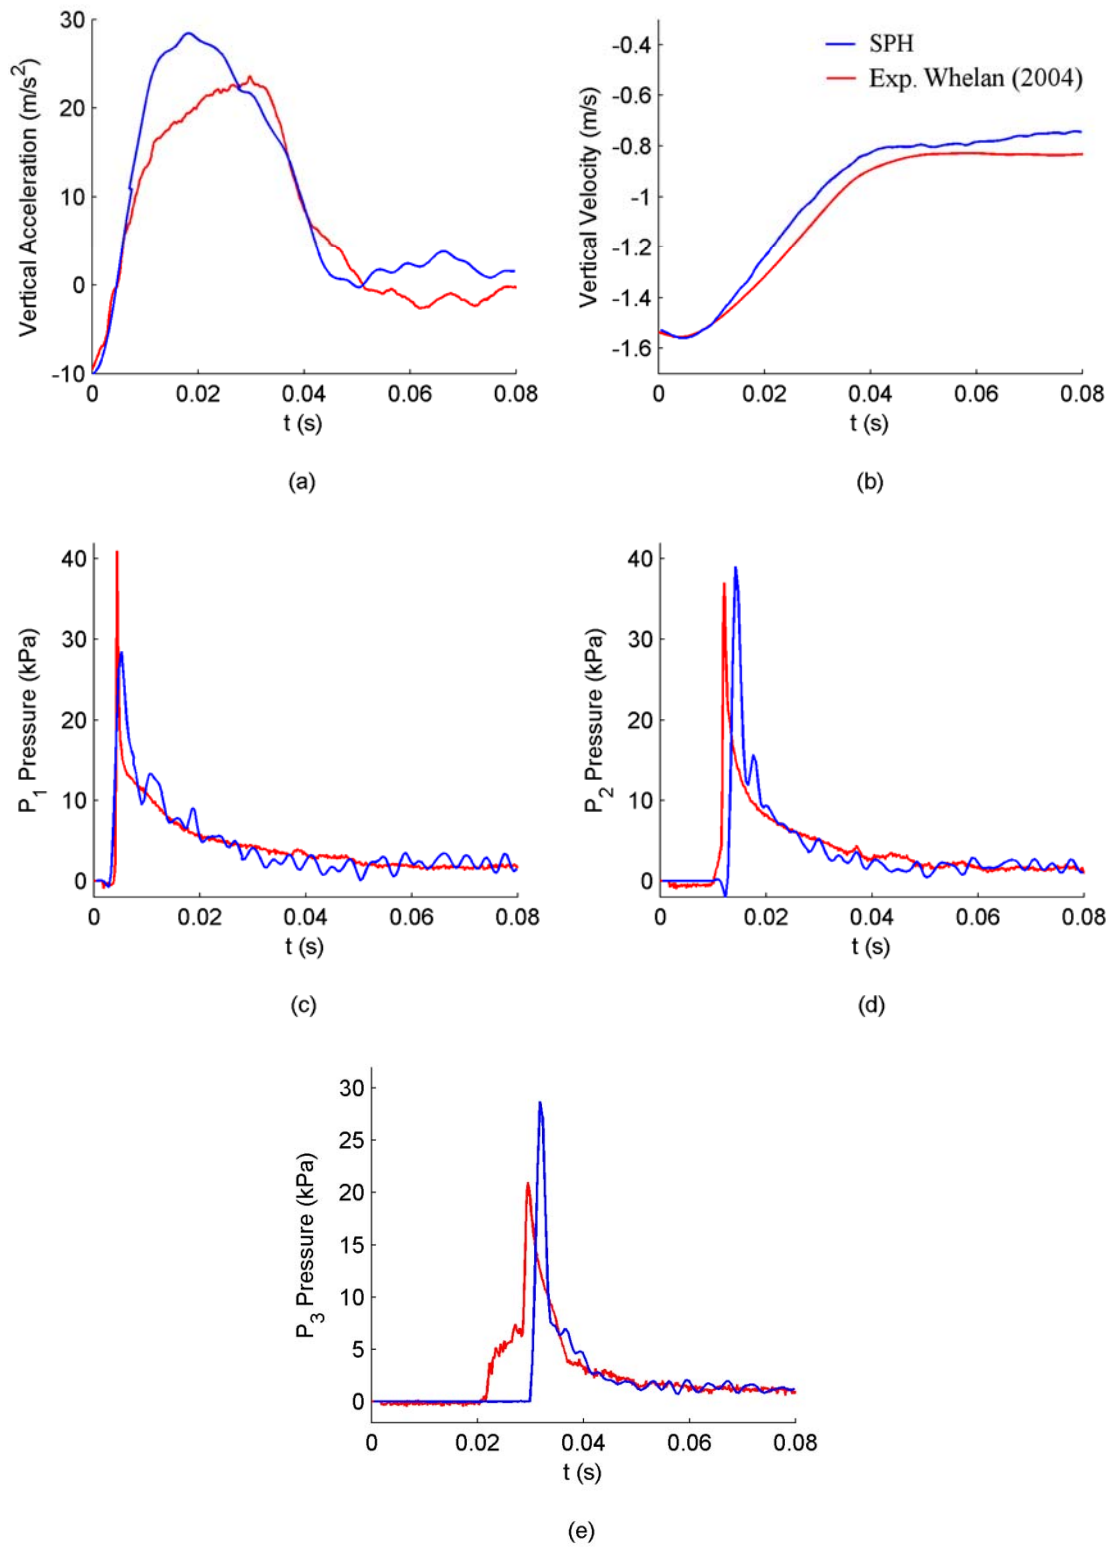 30
20
10
0
-10
Vertical Acceleration (m/s²)
0 0.02 0.04 0.06 0.08
t (s)
(a)
-0.4
-0.6
-0.8
-1
-1.2
-1.4
-1.6
Vertical Velocity (m/s)
SPH
Exp. Whelan (2004)
0 0.02 0.04 0.06 0.08
t (s)
(b)
40
30
20
10
0
P₁ Pressure (kPa)
0 0.02 0.04 0.06 0.08
t (s)
(c)
40
30
20
10
0
P₂ Pressure (kPa)
0 0.02 0.04 0.06 0.08
t (s)
(d)
30
25
20
15
10
5
0
P₃ Pressure (kPa)
0 0.02 0.04 0.06 0.08
t (s)
(e)